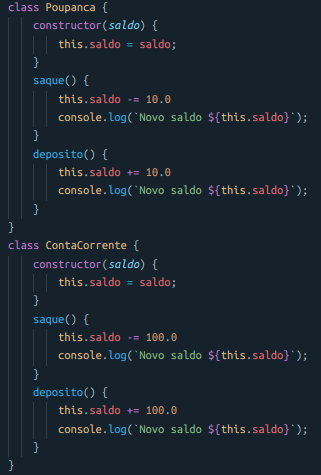 class Poupanca {
    constructor(saldo) {
        this.saldo = saldo;
    }
    saque() {
        this.saldo -= 10.0
        console.log(`Novo saldo ${this.saldo}`);
    }
    deposito() {
        this.saldo += 10.0
        console.log(`Novo saldo ${this.saldo}`);
    }
}
class ContaCorrente {
    constructor(saldo) {
        this.saldo = saldo;
    }
    saque() {
        this.saldo -= 100.0
        console.log(`Novo saldo ${this.saldo}`);
    }
    deposito() {
        this.saldo += 100.0
        console.log(`Novo saldo ${this.saldo}`);
    }
}